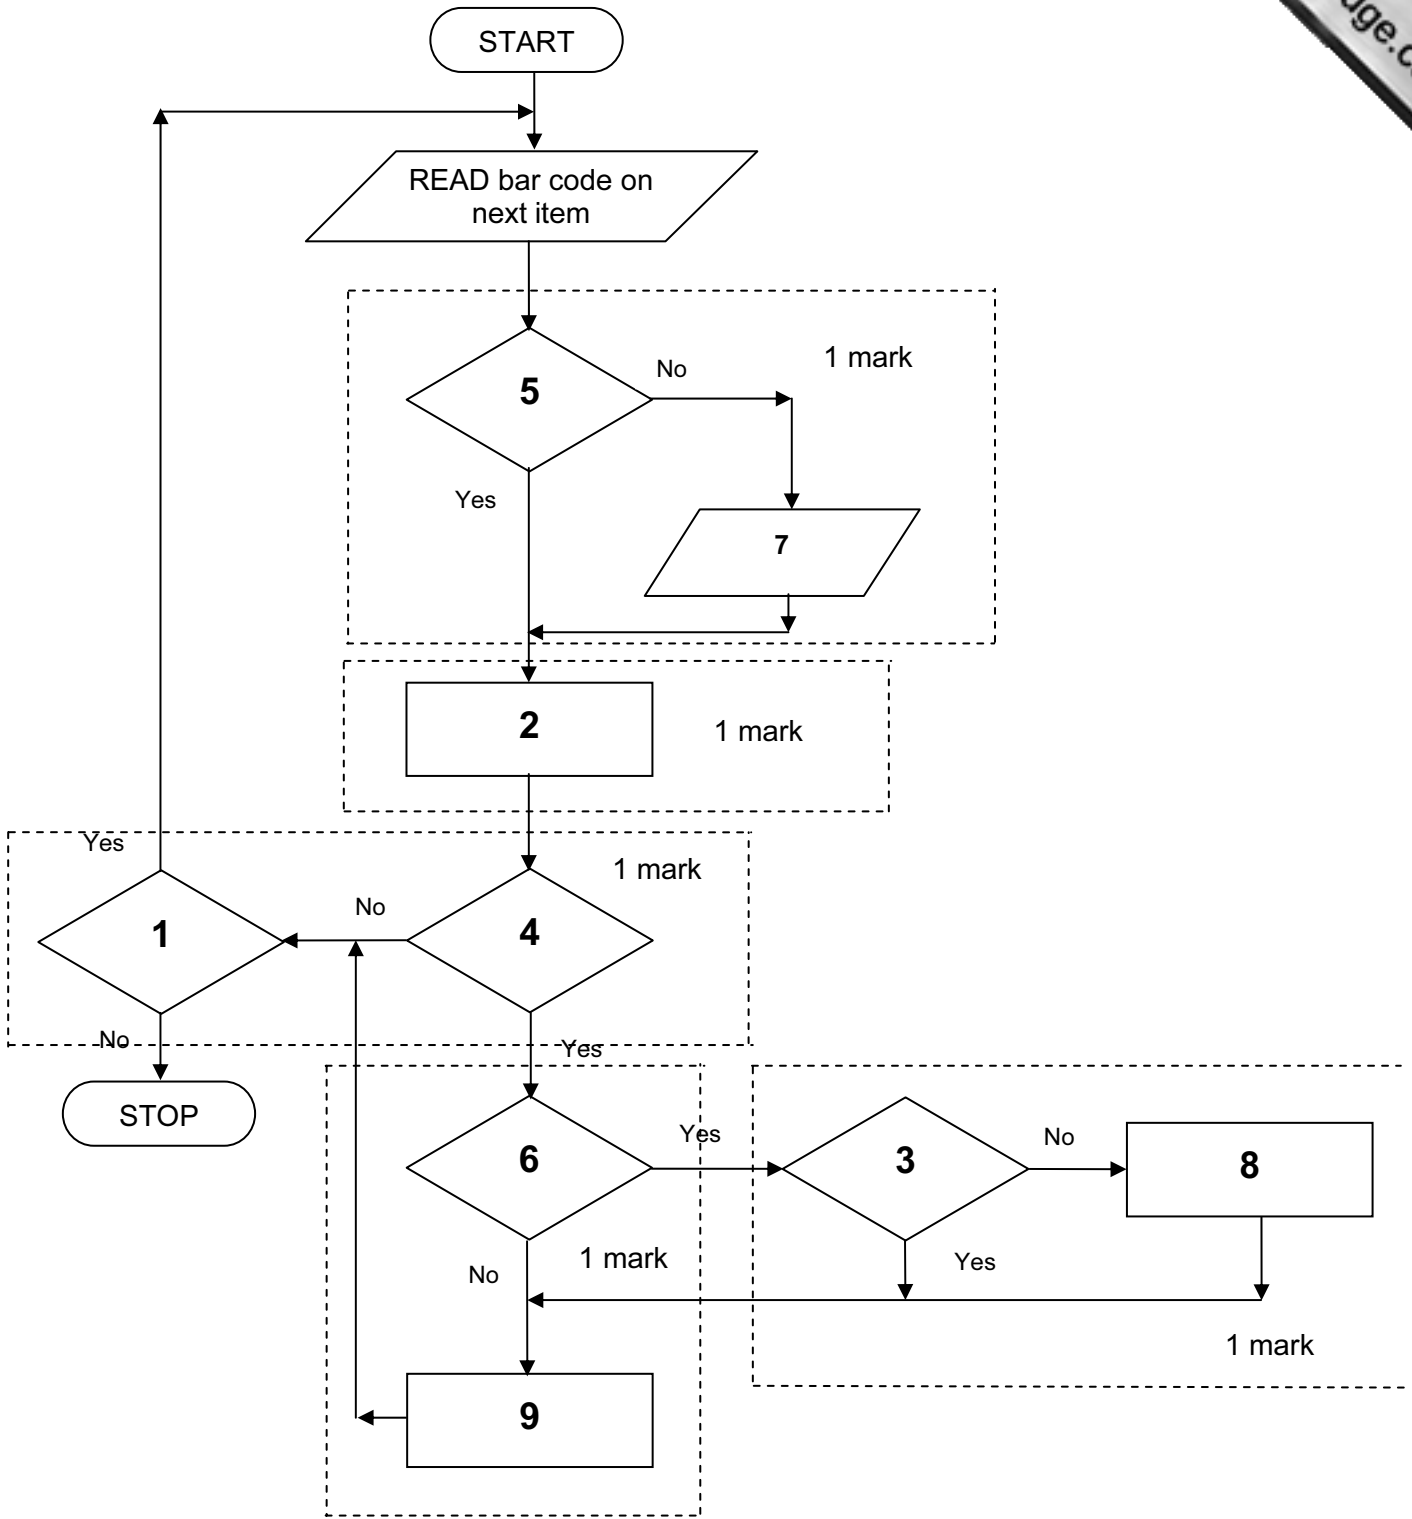 START
READ bar code on
next item
5
No
1 mark
Yes
7
2
1 mark
Yes
1 mark
1
No
4
No
Yes
STOP
6
Yes
3
No
8
No
1 mark
Yes
1 mark
9